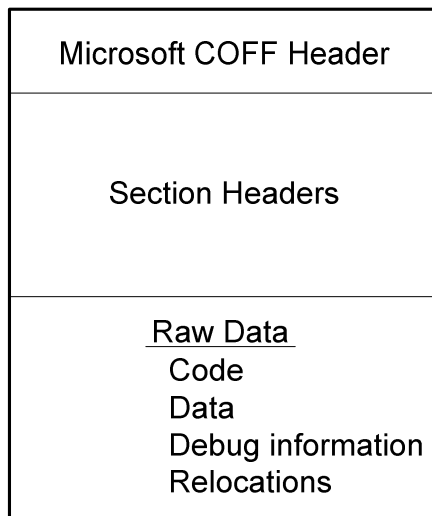 Microsoft COFF Header
Section Headers
Raw Data
Code
Data
Debug information
Relocations